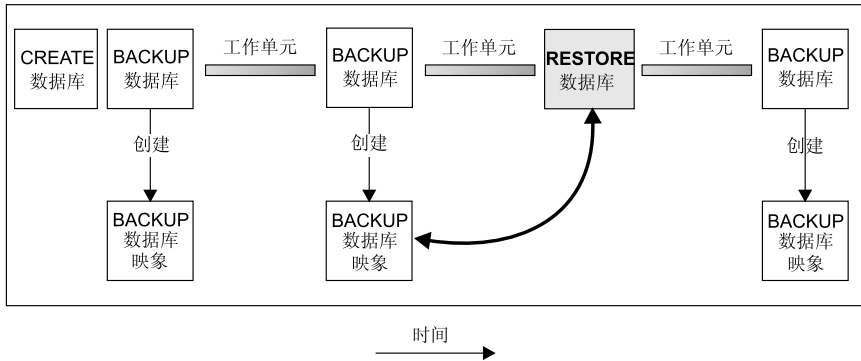 CREATE
数据库
BACKUP
数据库
工作单元
BACKUP
数据库
工作单元
RESTORE
数据库
工作单元
BACKUP
数据库
创建
创建
创建
BACKUP
数据库
映象
BACKUP
数据库
映象
BACKUP
数据库
映象
时间